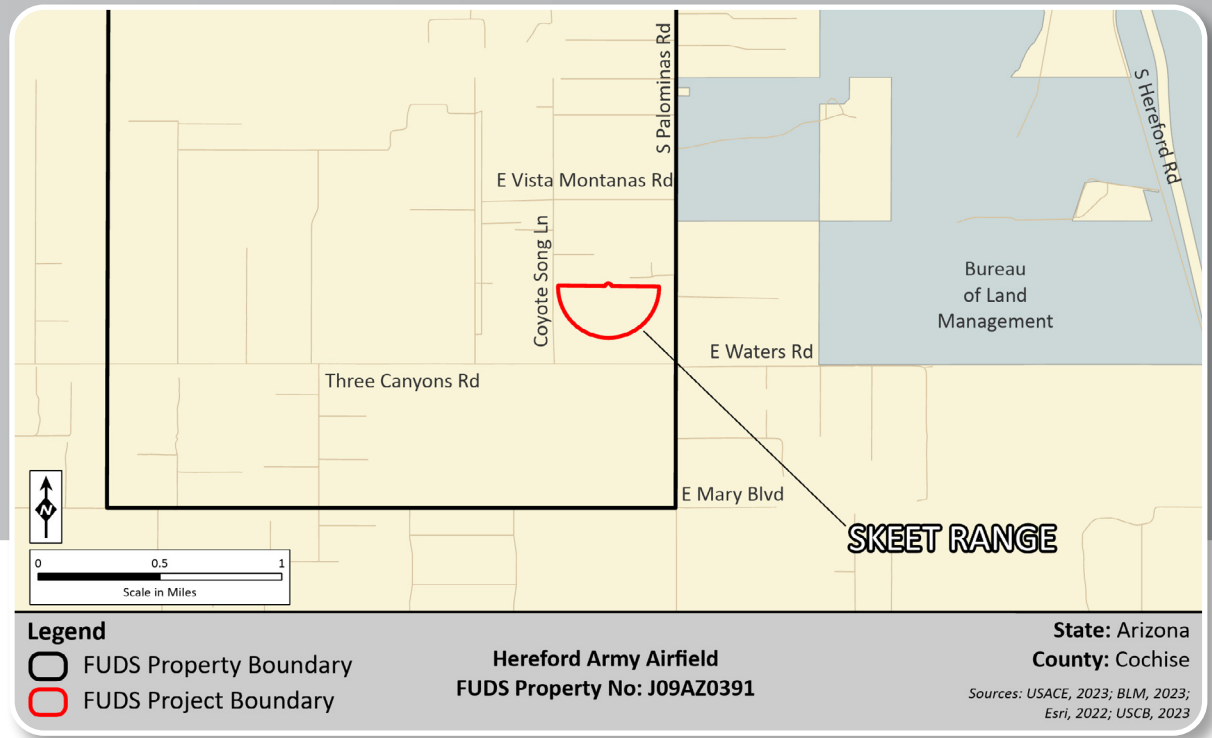 S Palominas Rd
S Hereford Rd
E Vista Montanas Rd
Coyote Song Ln
Bureau
of Land
Management
E Waters Rd
Three Canyons Rd
E Mary Blvd
SKEET RANGE
N
0 0.5 1
Scale in Miles
Legend
FUDS Property Boundary
FUDS Project Boundary
Hereford Army Airfield
FUDS Property No: J09AZ0391
State: Arizona
County: Cochise
Sources: USACE, 2023; BLM, 2023;
Esri, 2022; USCB, 2023